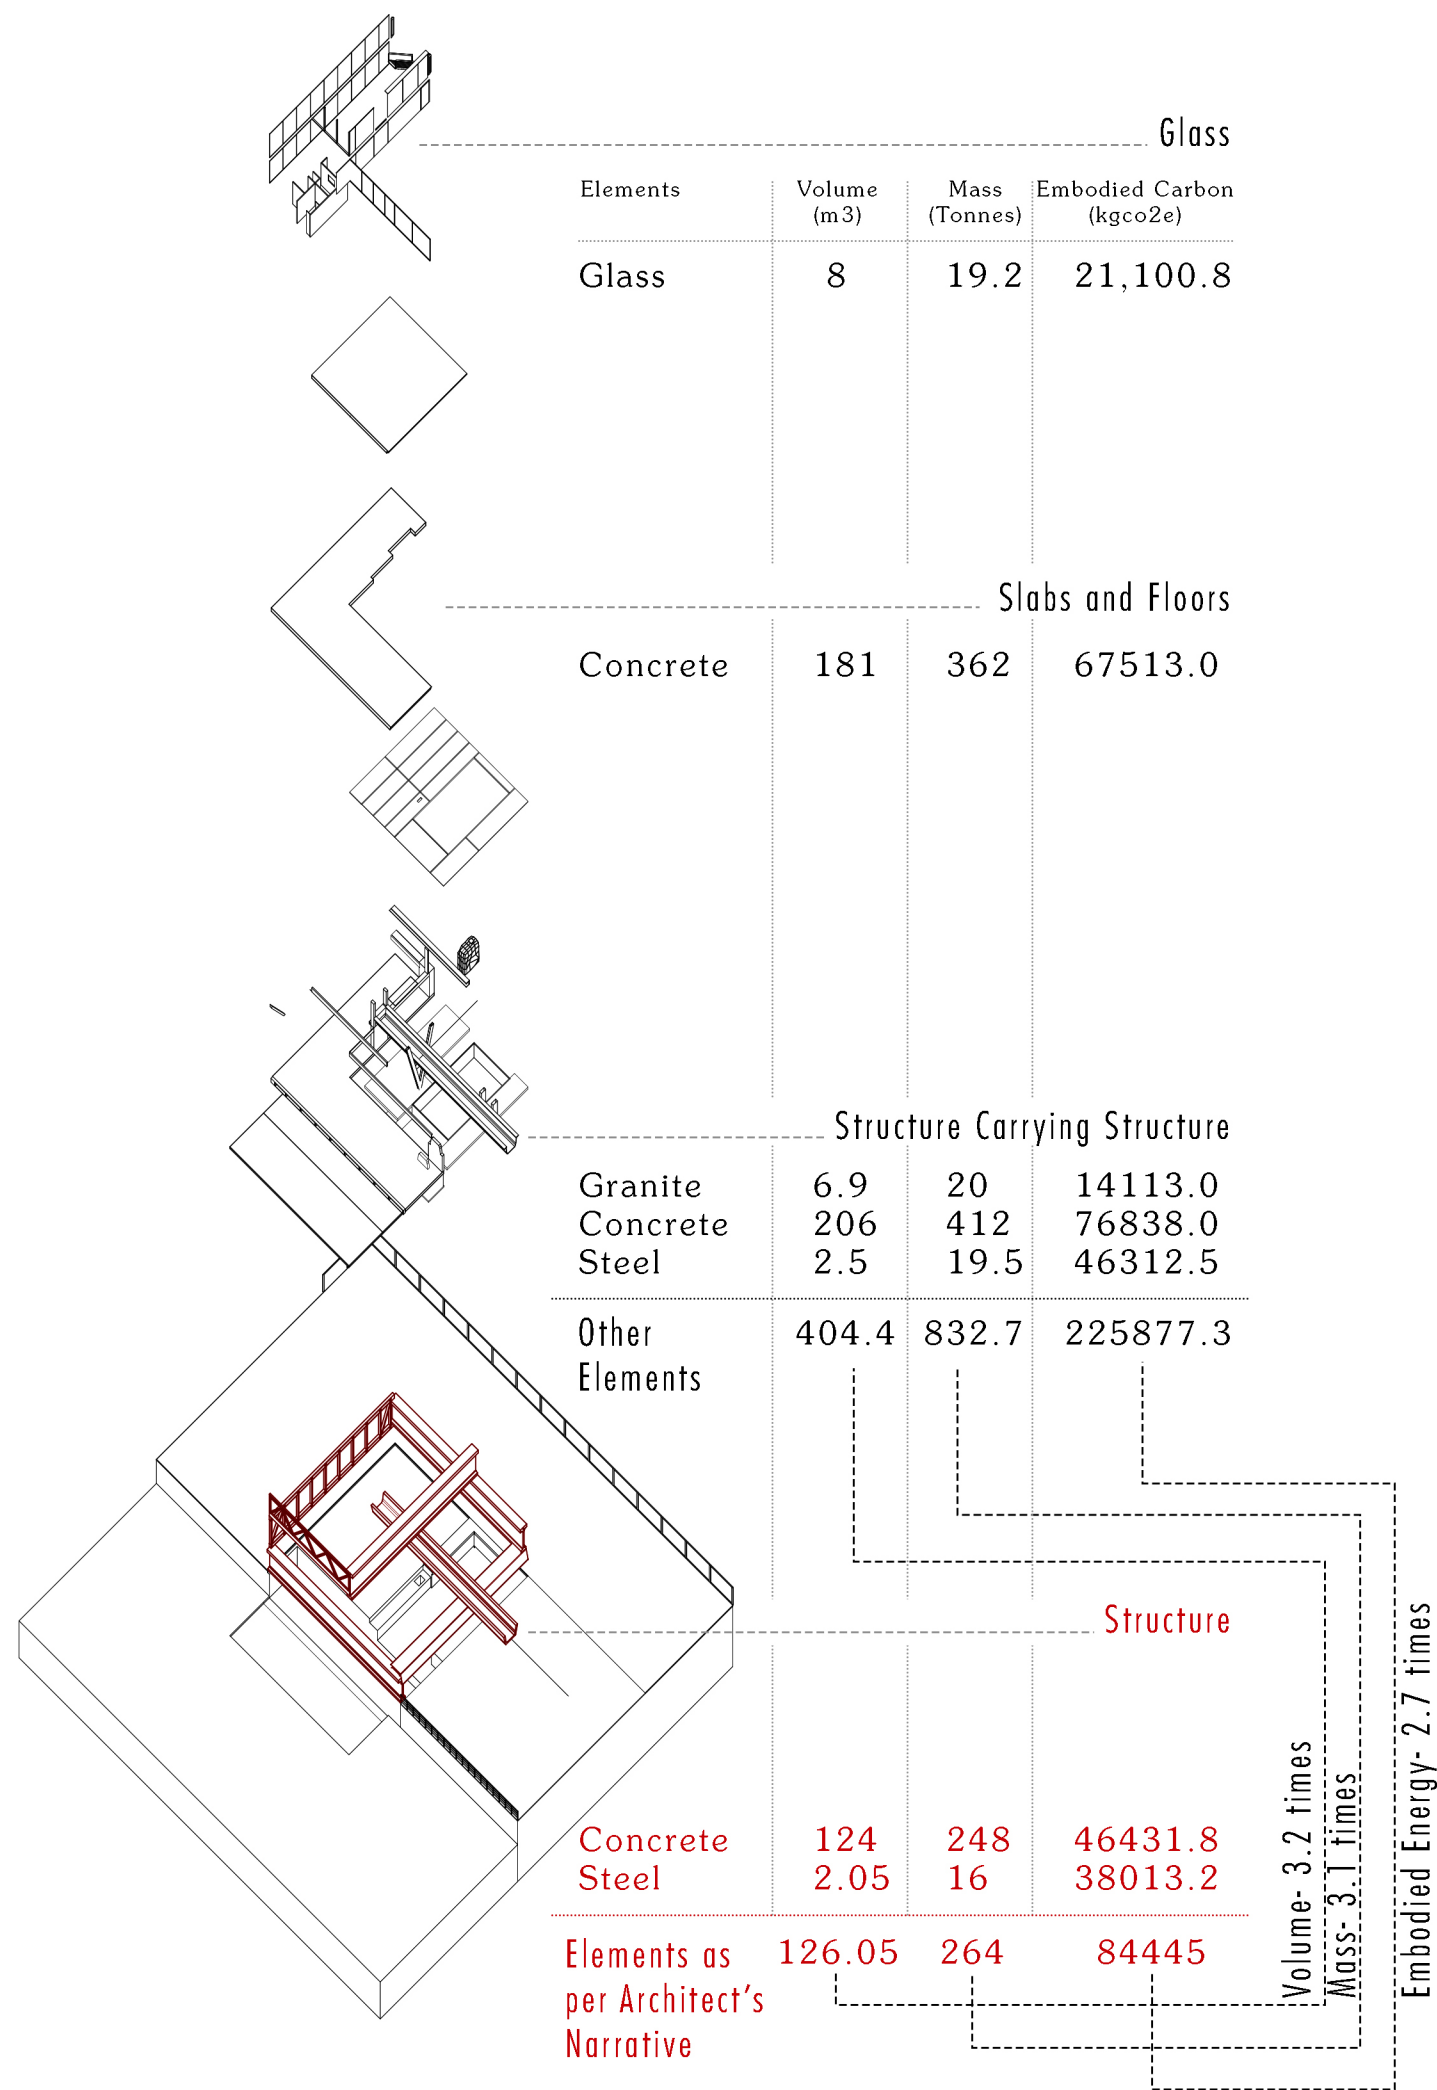 Glass
Elements Volume (m3) Mass (Tonnes) Embodied Carbon (kgco2e)
Glass 8 19.2 21,100.8
Slabs and Floors
Concrete 181 362 67513.0
Structure Carrying Structure
Granite 6.9 20 14113.0
Concrete 206 412 76838.0
Steel 2.5 19.5 46312.5
Other Elements 404.4 832.7 225877.3
Structure
Concrete 124 248 46431.8
Steel 2.05 16 38013.2
Elements as per Architect's Narrative 126.05 264 84445
Volume- 3.2 times
Mass- 3.1 times
Embodied Energy- 2.7 times